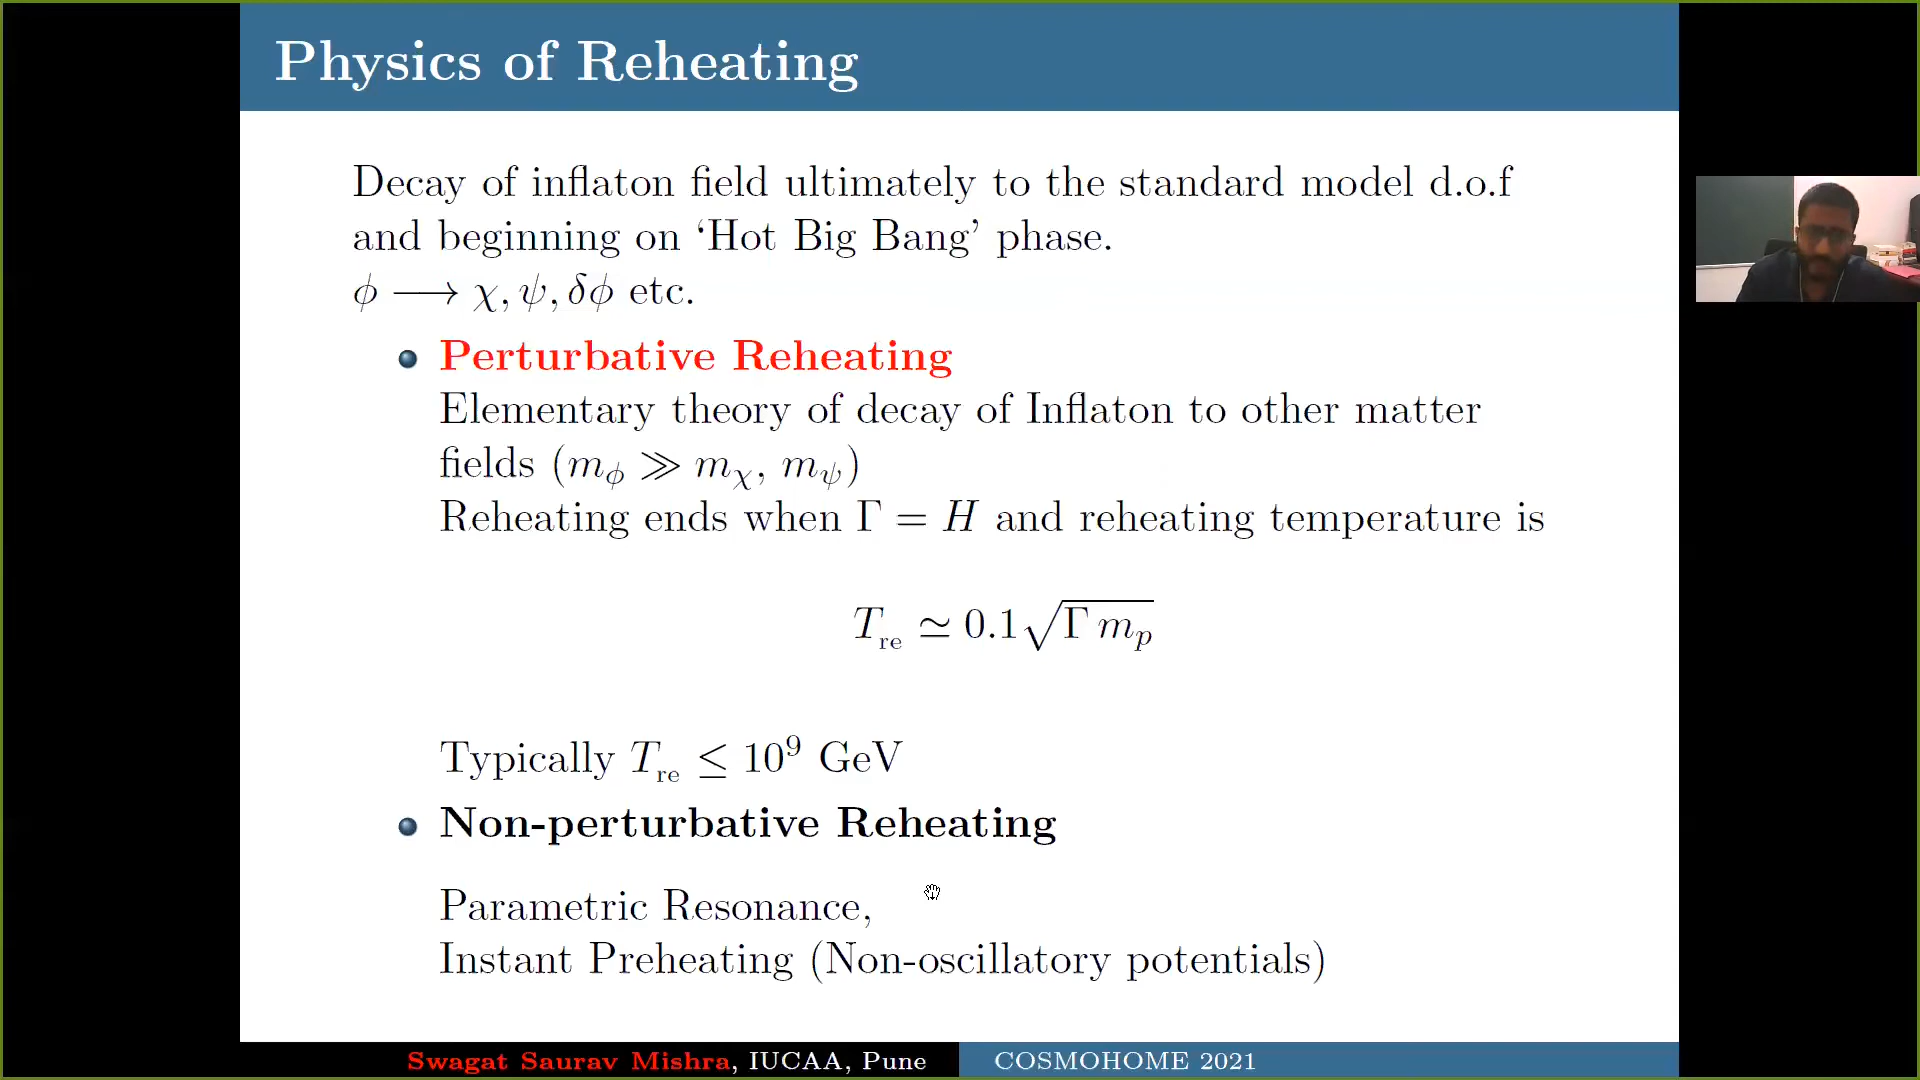 Physics of Reheating
Decay of inflaton field ultimately to the standard model d.o.f
and beginning on ‘Hot Big Bang’ phase.
ϕ ⟶ χ, ψ, δϕ etc.
Perturbative Reheating
Elementary theory of decay of Inflaton to other matter
fields (m_ϕ ≫ m_χ, m_ψ)
Reheating ends when Γ = H and reheating temperature is
T_re ≃ 0.1√(Γ m_p)
Typically T_re ≤ 10⁹ GeV
Non-perturbative Reheating
Parametric Resonance,
Instant Preheating (Non-oscillatory potentials)
Swagat Saurav Mishra, IUCAA, Pune
COSMOHOME 2021